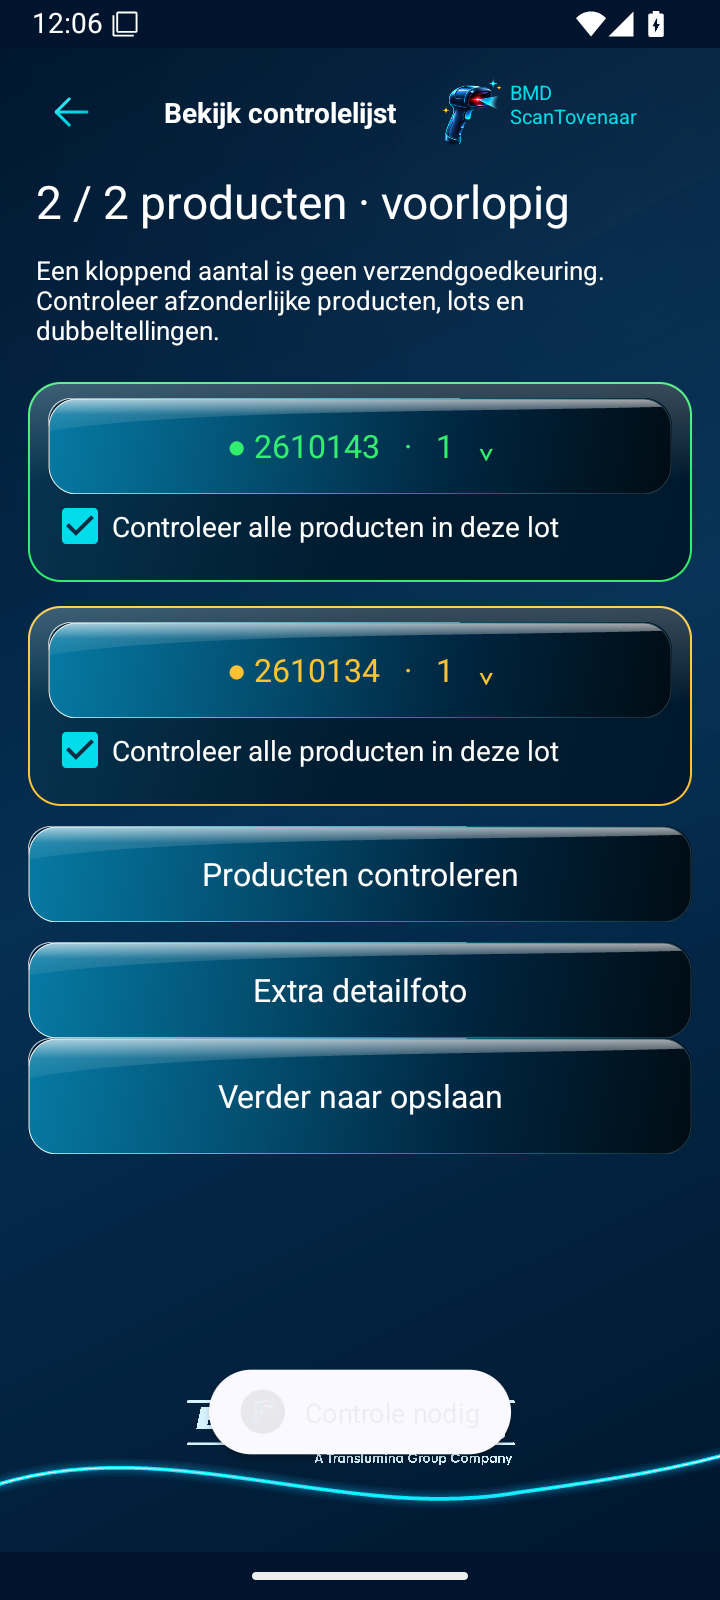 12:06
Bekijk controlelijst
BMD
ScanTovenaar
2 / 2 producten · voorlopig
Een kloppend aantal is geen verzendgoedkeuring.
Controleer afzonderlijke producten, lots en
dubbeltellingen.
2610143 · 1 v
Controleer alle producten in deze lot
2610134 · 1 v
Controleer alle producten in deze lot
Producten controleren
Extra detailfoto
Verder naar opslaan
Controle nodig
A Translumina Group Company